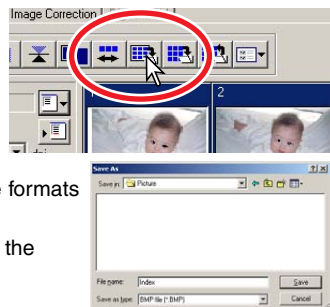 Image Correction
1
2
e formats
the
Save As
Save in: Picture
File name: Index
Save
Save as type: BMP file (*.BMP)
Cancel